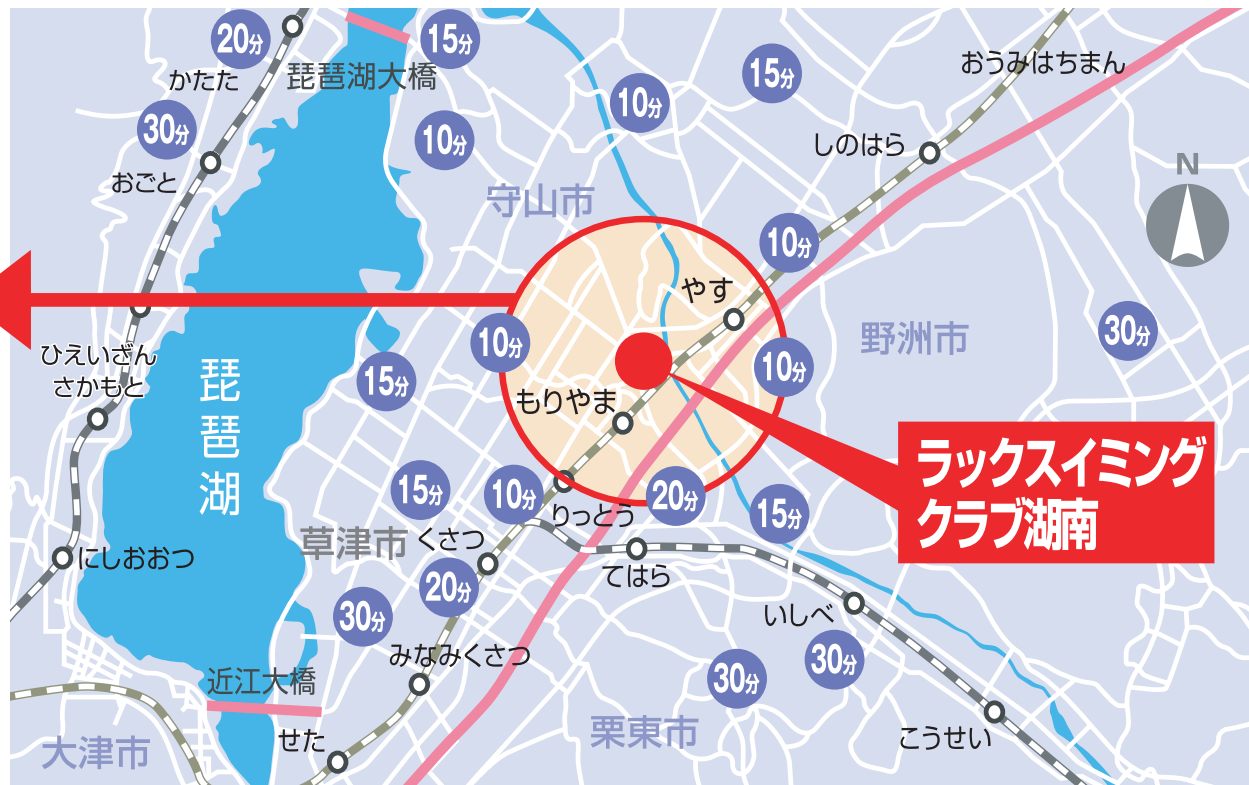 20分
15分
かたた
琵琶湖大橋
おうみはちまん
15分
10分
30分
10分
しのはら
おごと
守山市
N
10分
やす
10分
野洲市
30分
ひえいざん
さかもと
琵琶湖
15分
10分
もりやま
ラックスイミング
クラブ湖南
15分
10分
20分
15分
りっとう
草津市
くさつ
にしおおつ
てはら
20分
いしべ
30分
みなみくさつ
30分
30分
近江大橋
栗東市
せた
大津市
こうせい